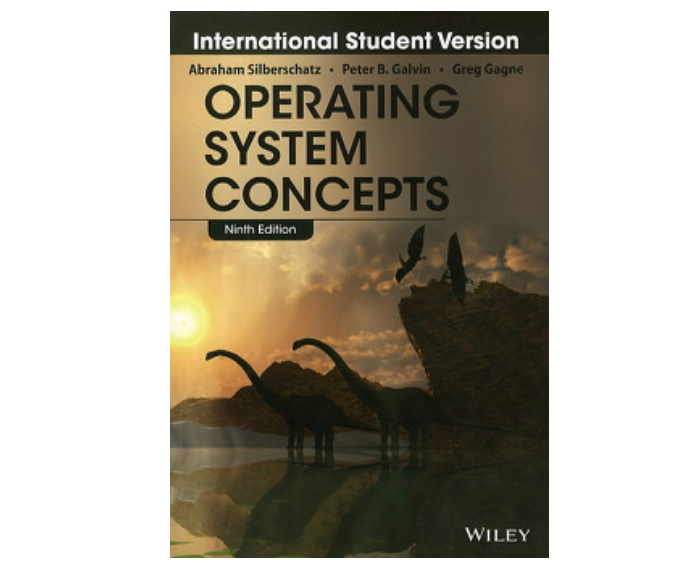 International Student Version
Abraham Silberschatz • Peter B. Galvin • Greg Gagne
OPERATING
SYSTEM
CONCEPTS
Ninth Edition
WILEY